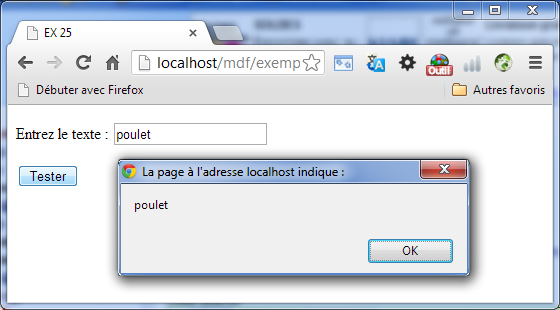 EX 25
localhost/mdf/exemp
Outil
Débuter avec Firefox
Autres favoris
Entrez le texte : poulet
Tester
La page à l'adresse localhost indique :
poulet
OK